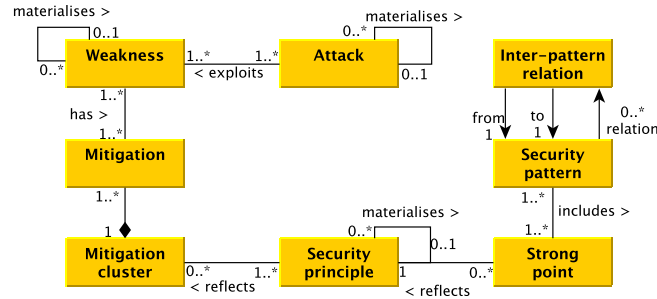 materialises >
0..1
0..*
Weakness
1..*
1..*
< exploits
materialises >
0..*
Attack
0..1
Inter-pattern
relation
from
1
to
1
0..*
relation
1..*
has >
1..*
Mitigation
Security
pattern
1..*
1
materialises >
0..*
0..1
1..*
includes >
1..*
Mitigation
cluster
0..*
1..*
< reflects
Security
principle
1
0..*
< reflects
Strong
point